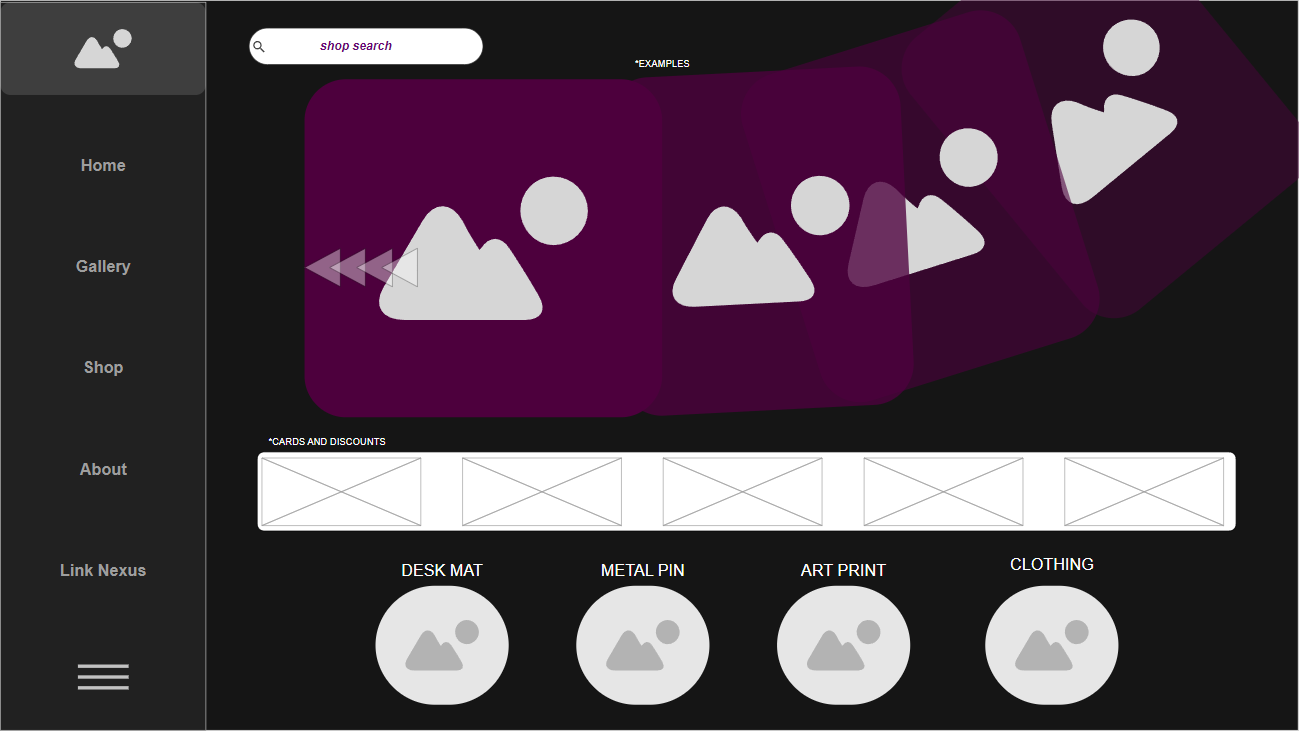 shop search
*EXAMPLES
Home
Gallery
Shop
About
Link Nexus
*CARDS AND DISCOUNTS
DESK MAT
METAL PIN
ART PRINT
CLOTHING